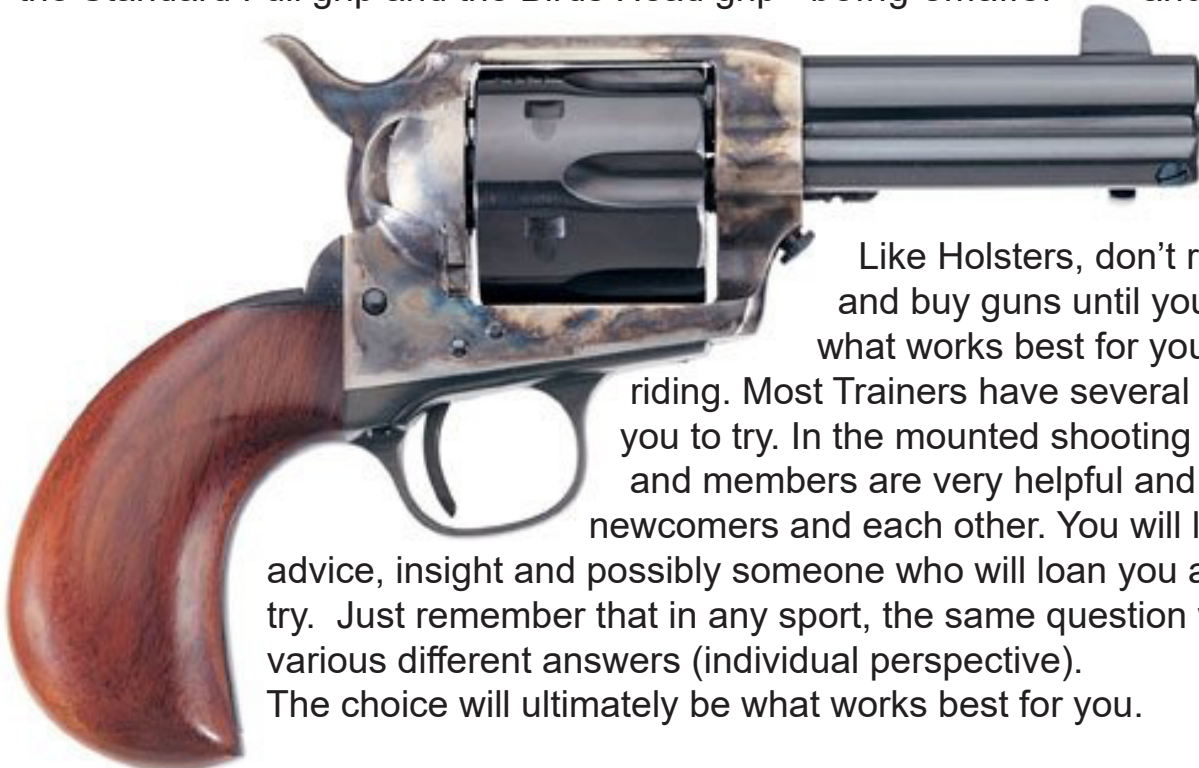 the Standard Full grip and the Birds Head grip - being smaller and
Like Holsters, don’t r
and buy guns until you
what works best for you
riding. Most Trainers have several
you to try. In the mounted shooting
and members are very helpful and
newcomers and each other. You will l
advice, insight and possibly someone who will loan you a
try. Just remember that in any sport, the same question
various different answers (individual perspective).
The choice will ultimately be what works best for you.